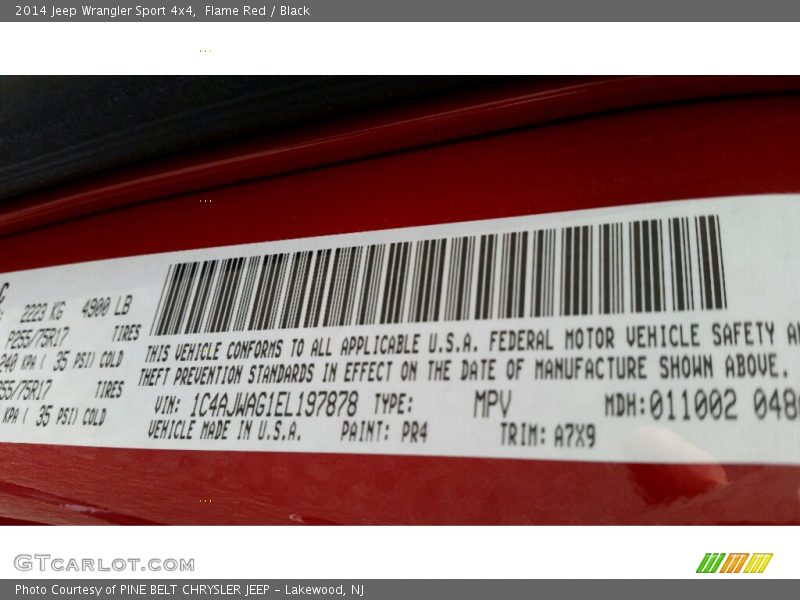 2014 Jeep Wrangler Sport 4x4, Flame Red / Black
2223 KG 4900 LB
P255/75R17 TIRES
240 KPA ( 35 PSI) COLD
TIRES
KPA ( 35 PSI) COLD
THIS VEHICLE CONFORMS TO ALL APPLICABLE U.S.A. FEDERAL MOTOR VEHICLE SAFETY
THEFT PREVENTION STANDARDS IN EFFECT ON THE DATE OF MANUFACTURE SHOWN ABOVE.
VIN: 1C4AJWAG1EL197878 TYPE: MPV MDH:011002 048
VEHICLE MADE IN U.S.A. PAINT: PR4 TRIM: A7X9
GTCARLOT.COM
Photo Courtesy of PINE BELT CHRYSLER JEEP - Lakewood, NJ